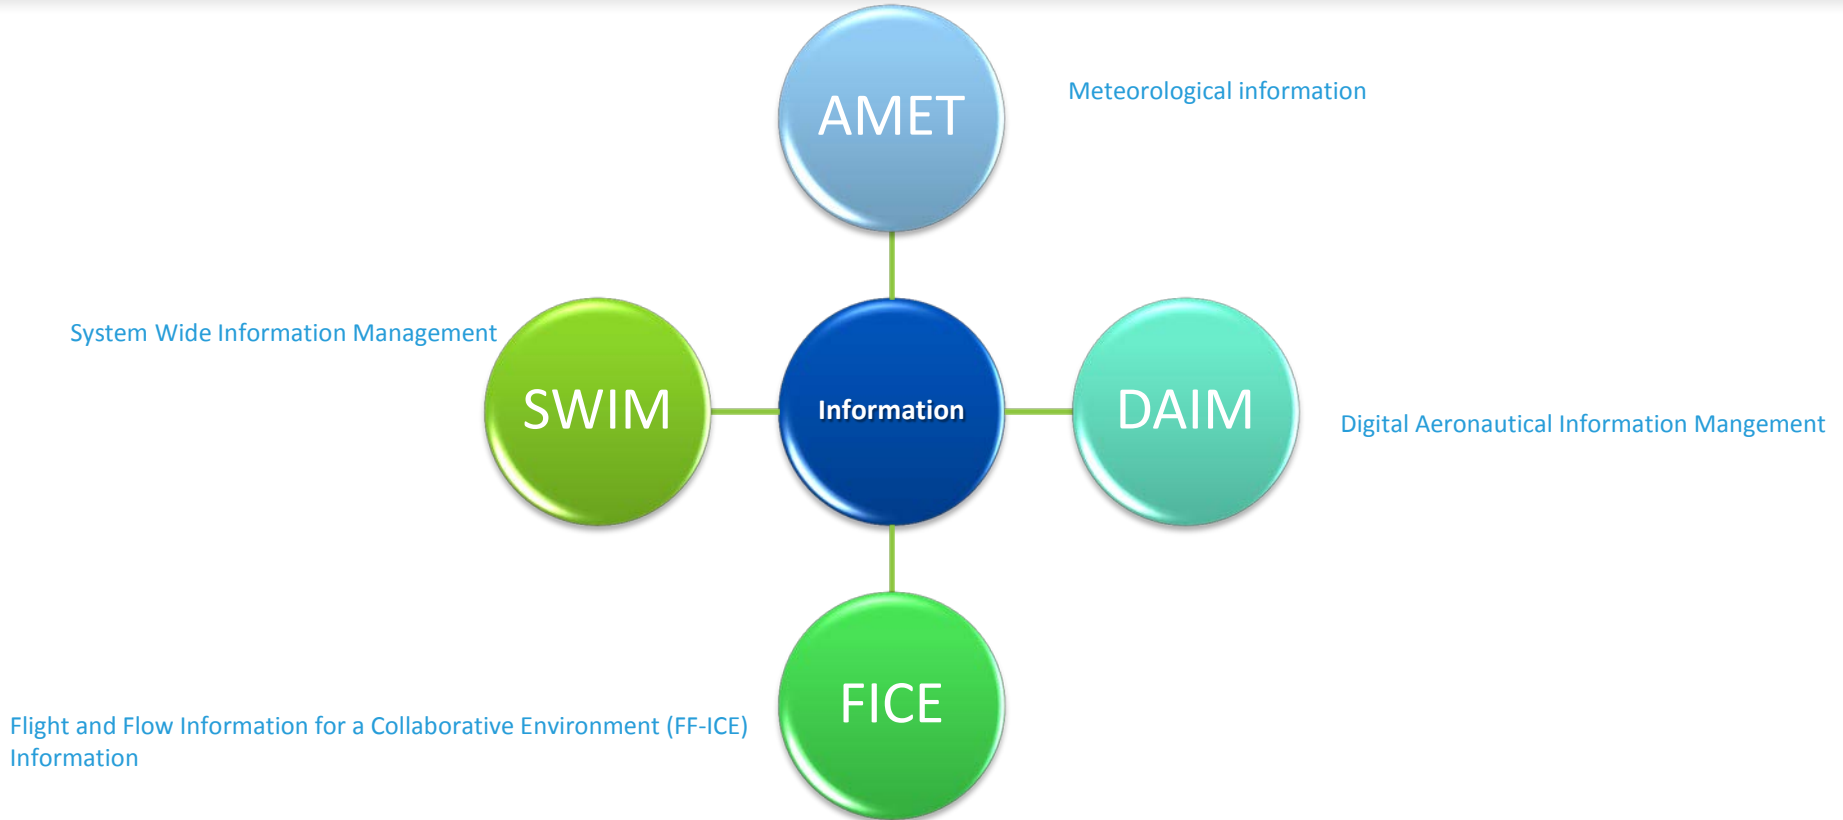 AMET
Meteorological information
System Wide Information Management
SWIM
Information
DAIM
Digital Aeronautical Information Mangement
FICE
Flight and Flow Information for a Collaborative Environment (FF-ICE)
Information